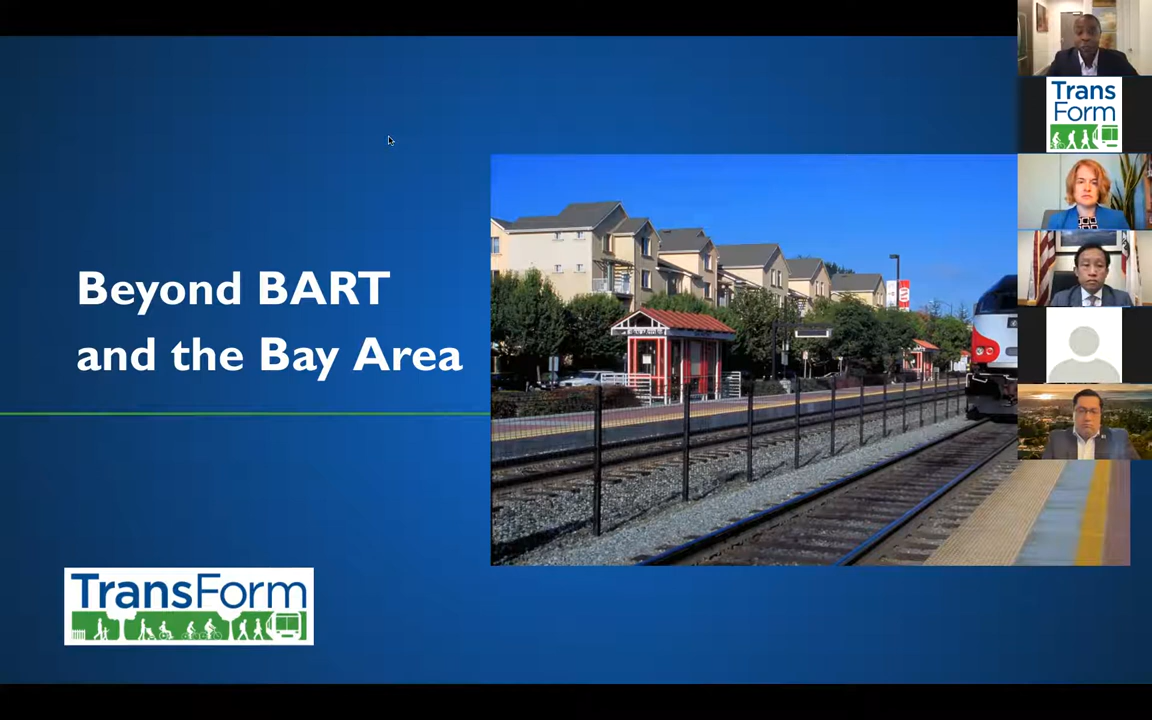 Beyond BART
and the Bay Area
TransForm
Trans
Form